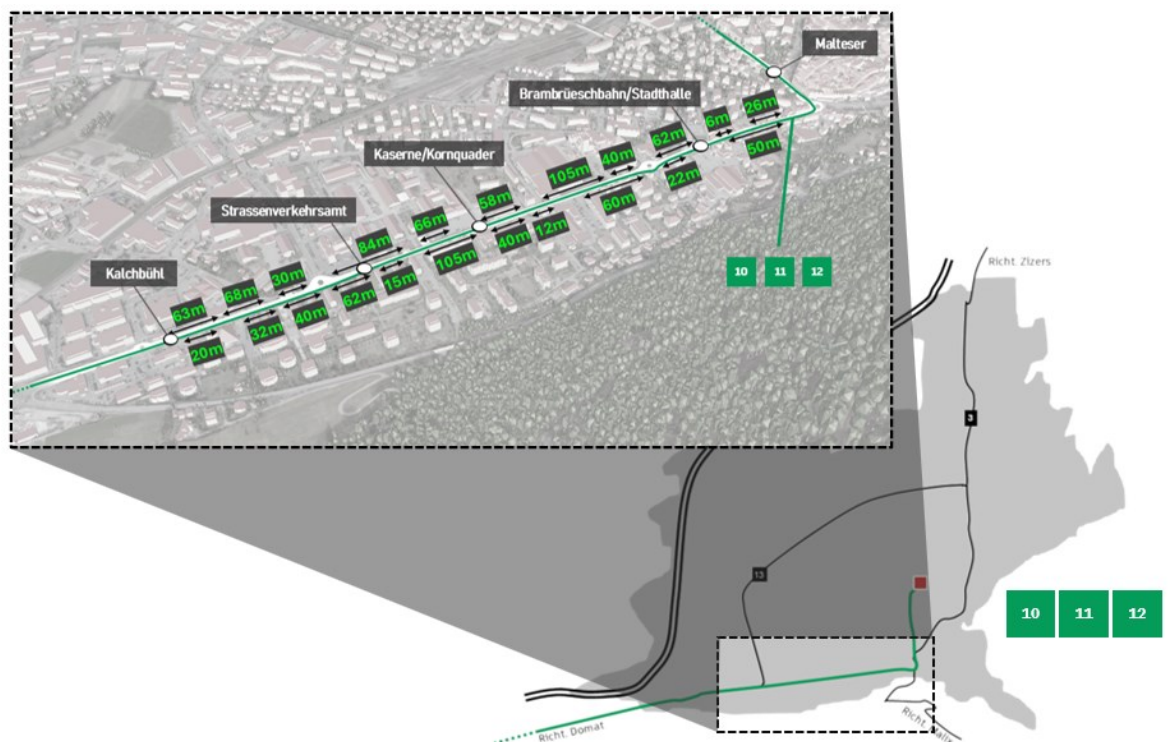 Malteser
Brambrüeschbahn/Stadthalle
26m
6m
62m
50m
Kaserne/Kornquader
40m
105m
22m
58m
60m
Strassenverkehrsamt
66m
12m
40m
84m
105m
Kalchbühl
30m
15m
68m
62m
63m
40m
32m
20m
10 11 12
Richt. Zizers
3
13
10 11 12
Richt. Domat